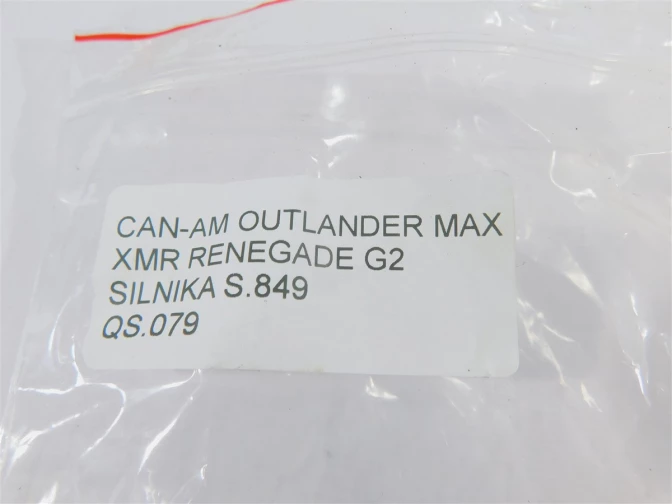 CAN-AM OUTLANDER MAX
XMR RENEGADE G2
SILNIKA S.849
QS.079